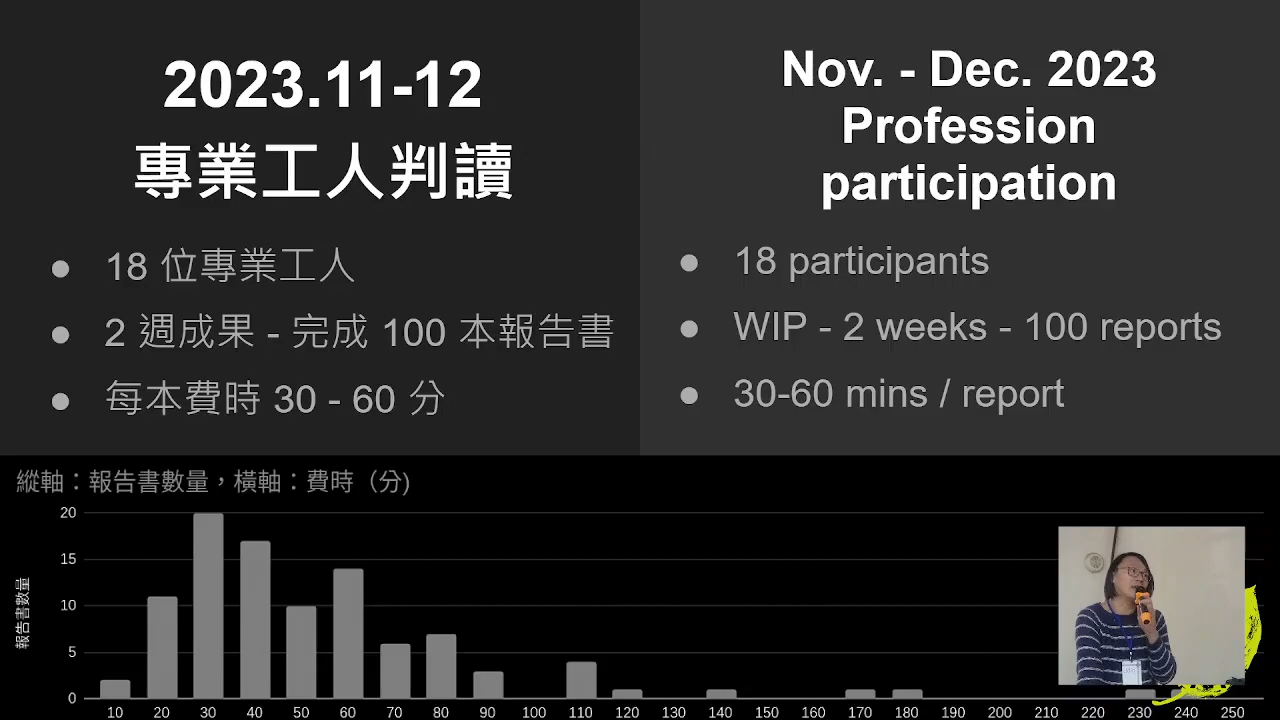 2023.11-12
專業工人判讀
18 位專業工人
2 週成果 - 完成 100 本報告書
每本費時 30 - 60 分
Nov. - Dec. 2023
Profession
participation
18 participants
WIP - 2 weeks - 100 reports
30-60 mins / report
縱軸：報告書數量，橫軸：費時（分)
報告書數量
20
15
10
5
0
10 20 30 40 50 60 70 80 90 100 110 120 130 140 150 160 170 180 190 200 210 220 230 240 250